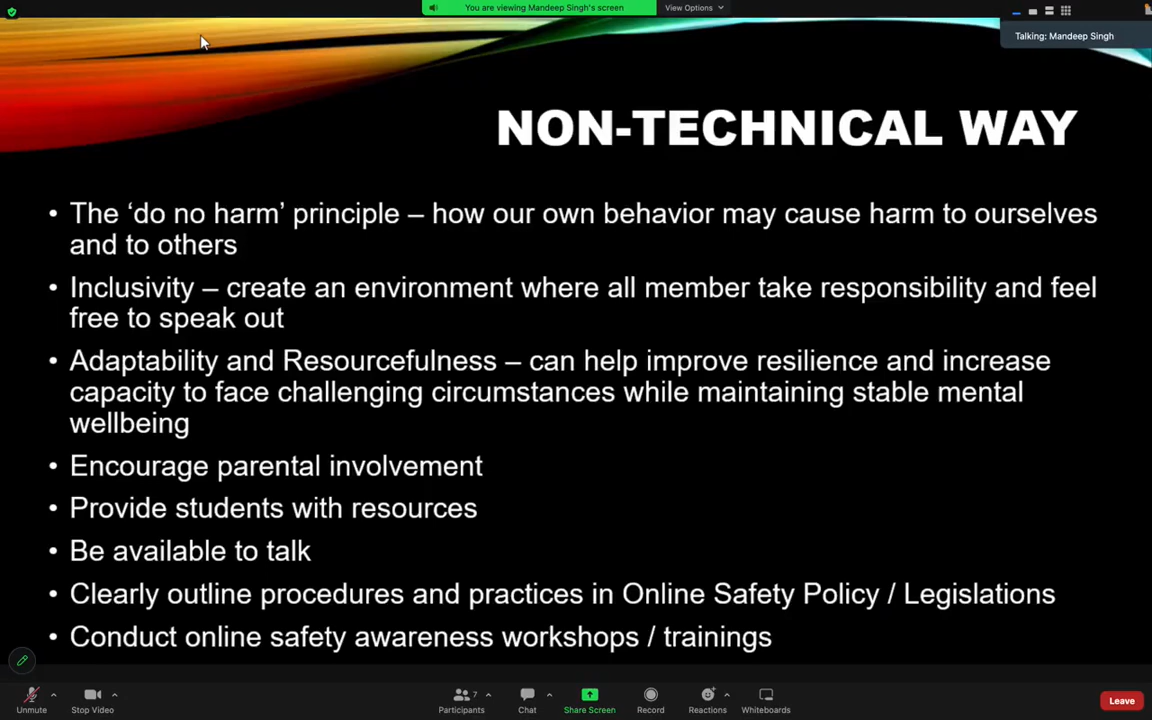 You are viewing Mandeep Singh's screen
View Options
Talking: Mandeep Singh
NON-TECHNICAL WAY
• The ‘do no harm’ principle – how our own behavior may cause harm to ourselves
and to others
• Inclusivity – create an environment where all member take responsibility and feel
free to speak out
• Adaptability and Resourcefulness – can help improve resilience and increase
capacity to face challenging circumstances while maintaining stable mental
wellbeing
• Encourage parental involvement
• Provide students with resources
• Be available to talk
• Clearly outline procedures and practices in Online Safety Policy / Legislations
• Conduct online safety awareness workshops / trainings
Unmute
Stop Video
7
Participants
Chat
Share Screen
Record
Reactions
Whiteboards
Leave